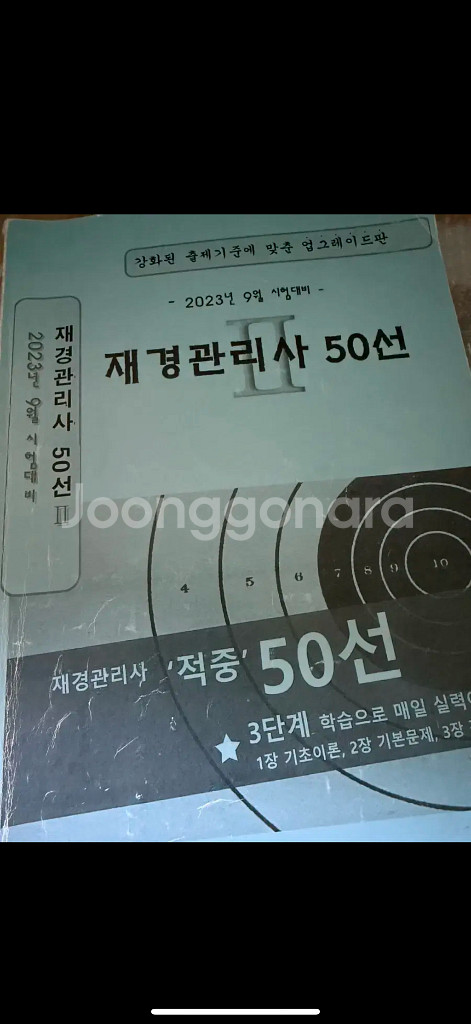 강화된 출제기준에 맞춘 업그레이드판
- 2023년 9월 시험대비 -
재경관리사 50선
II
재경관리사 50선 II
2023년 9월 시험대비
Joonggonara
4 5 6 7 8 9 10
재경관리사 '적중' 50선
★ 3단계 학습으로 매일 실력이
1장 기초이론, 2장 기본문제, 3장